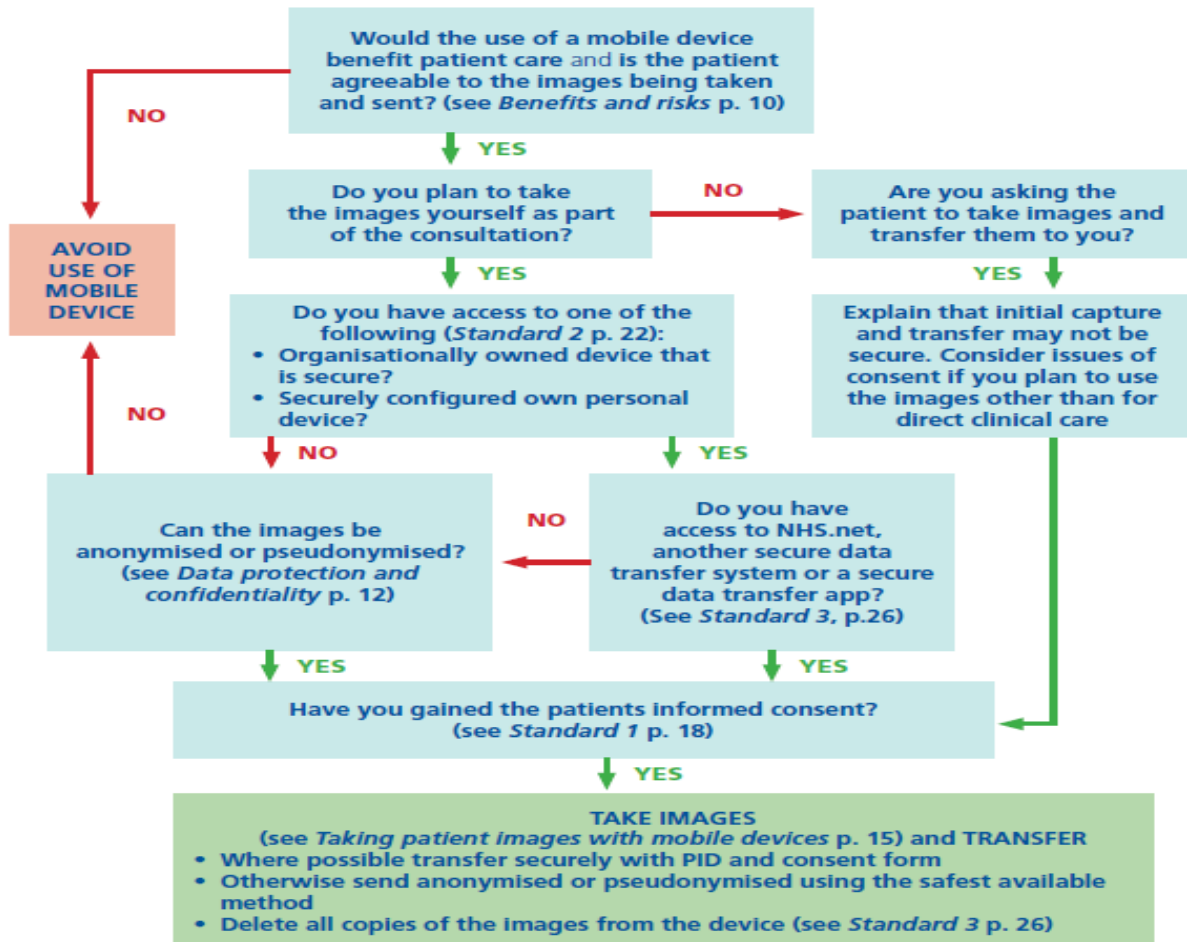 Would the use of a mobile device
benefit patient care and is the patient
agreeable to the images being taken
and sent? (see Benefits and risks p. 10)
NO
YES
Do you plan to take
the images yourself as part
of the consultation?
NO
Are you asking the
patient to take images and
transfer them to you?
AVOID
USE OF
MOBILE
DEVICE
YES
YES
Do you have access to one of the
following (Standard 2 p. 22):
• Organisationally owned device that
is secure?
• Securely configured own personal
device?
Explain that initial capture
and transfer may not be
secure. Consider issues of
consent if you plan to use
the images other than for
direct clinical care
NO
NO
YES
Can the images be
anonymised or pseudonymised?
(see Data protection and
confidentiality p. 12)
NO
Do you have
access to NHS.net,
another secure data
transfer system or a secure
data transfer app?
(See Standard 3, p.26)
YES
YES
Have you gained the patients informed consent?
(see Standard 1 p. 18)
YES
TAKE IMAGES
(see Taking patient images with mobile devices p. 15) and TRANSFER
• Where possible transfer securely with PID and consent form
• Otherwise send anonymised or pseudonymised using the safest available
method
• Delete all copies of the images from the device (see Standard 3 p. 26)